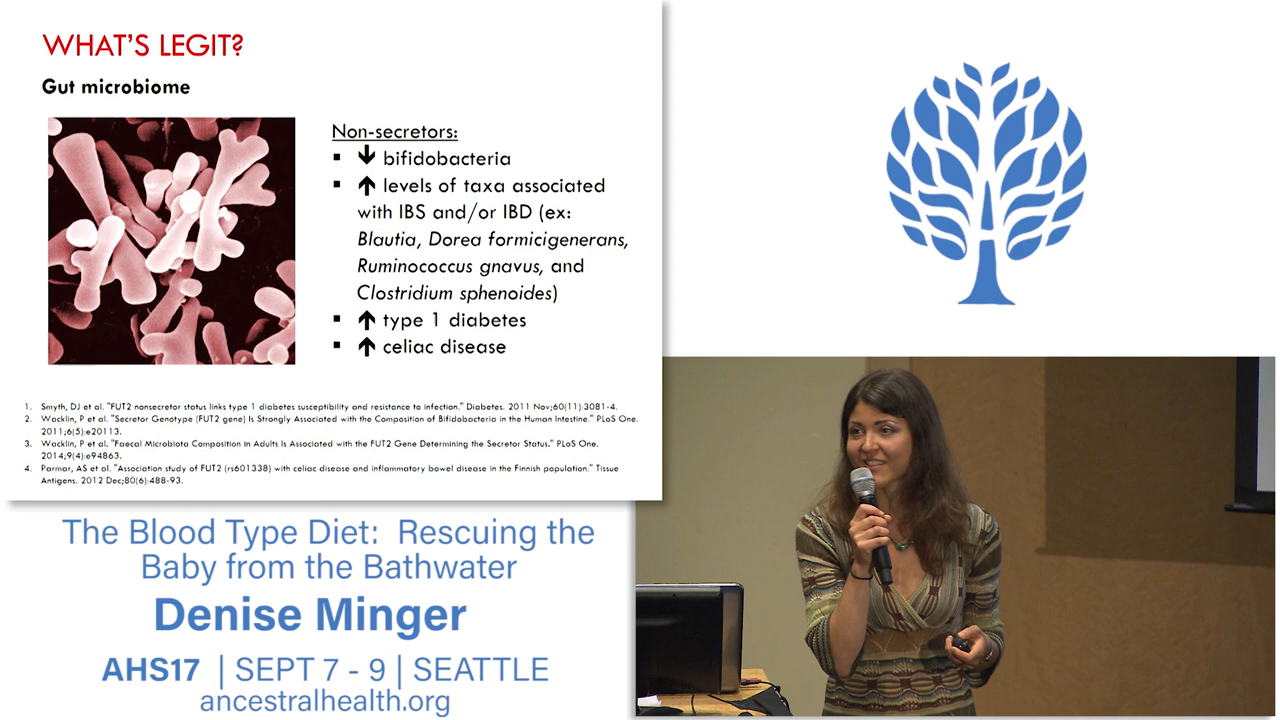 WHAT'S LEGIT?
Gut microbiome
Non-secretors:
▪ ↓ bifidobacteria
▪ ↑ levels of taxa associated
with IBS and/or IBD (ex:
Blautia, Dorea formicigenerans,
Ruminococcus gnavus, and
Clostridium sphenoides)
▪ ↑ type 1 diabetes
▪ ↑ celiac disease
1. Smyth, DJ et al. "FUT2 nonsecretor status links type 1 diabetes susceptibility and resistance to infection." Diabetes. 2011 Nov;60(11):3081-4.
2. Wacklin, P et al. "Secretor Genotype (FUT2 gene) Is Strongly Associated with the Composition of Bifidobacteria in the Human Intestine." PLoS One.
2011;6(5):e20113.
3. Wacklin, P et al. "Faecal Microbiota Composition in Adults Is Associated with the FUT2 Gene Determining the Secretor Status." PLoS One.
2014;9(4):e94863.
4. Parmar, AS et al. "Association study of FUT2 (rs601338) with celiac disease and inflammatory bowel disease in the Finnish population." Tissue
Antigens. 2012 Dec;80(6):488-93.
The Blood Type Diet: Rescuing the
Baby from the Bathwater
Denise Minger
AHS17 | SEPT 7 - 9 | SEATTLE
ancestralhealth.org